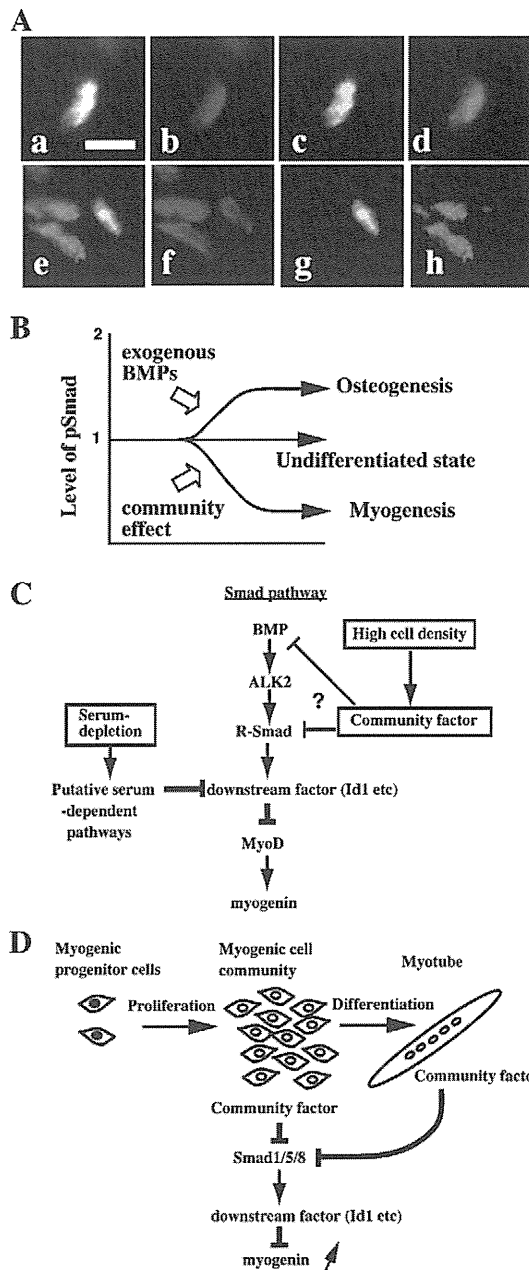 A
a
b
c
d
e
f
g
h
B
2
1
Level of pSmad
exogenous
BMPs
community
effect
Osteogenesis
Undifferentiated state
Myogenesis
C
Smad pathway
BMP
ALK2
R-Smad
?
High cell density
Community factor
Serum-
depletion
Putative serum
-dependent
pathways
downstream factor (Id1 etc)
MyoD
myogenin
D
Myogenic
progenitor cells
Myogenic cell
community
Myotube
Proliferation
Differentiation
Community facto
Community factor
Smad1/5/8
downstream factor (Id1 etc)
myogenin